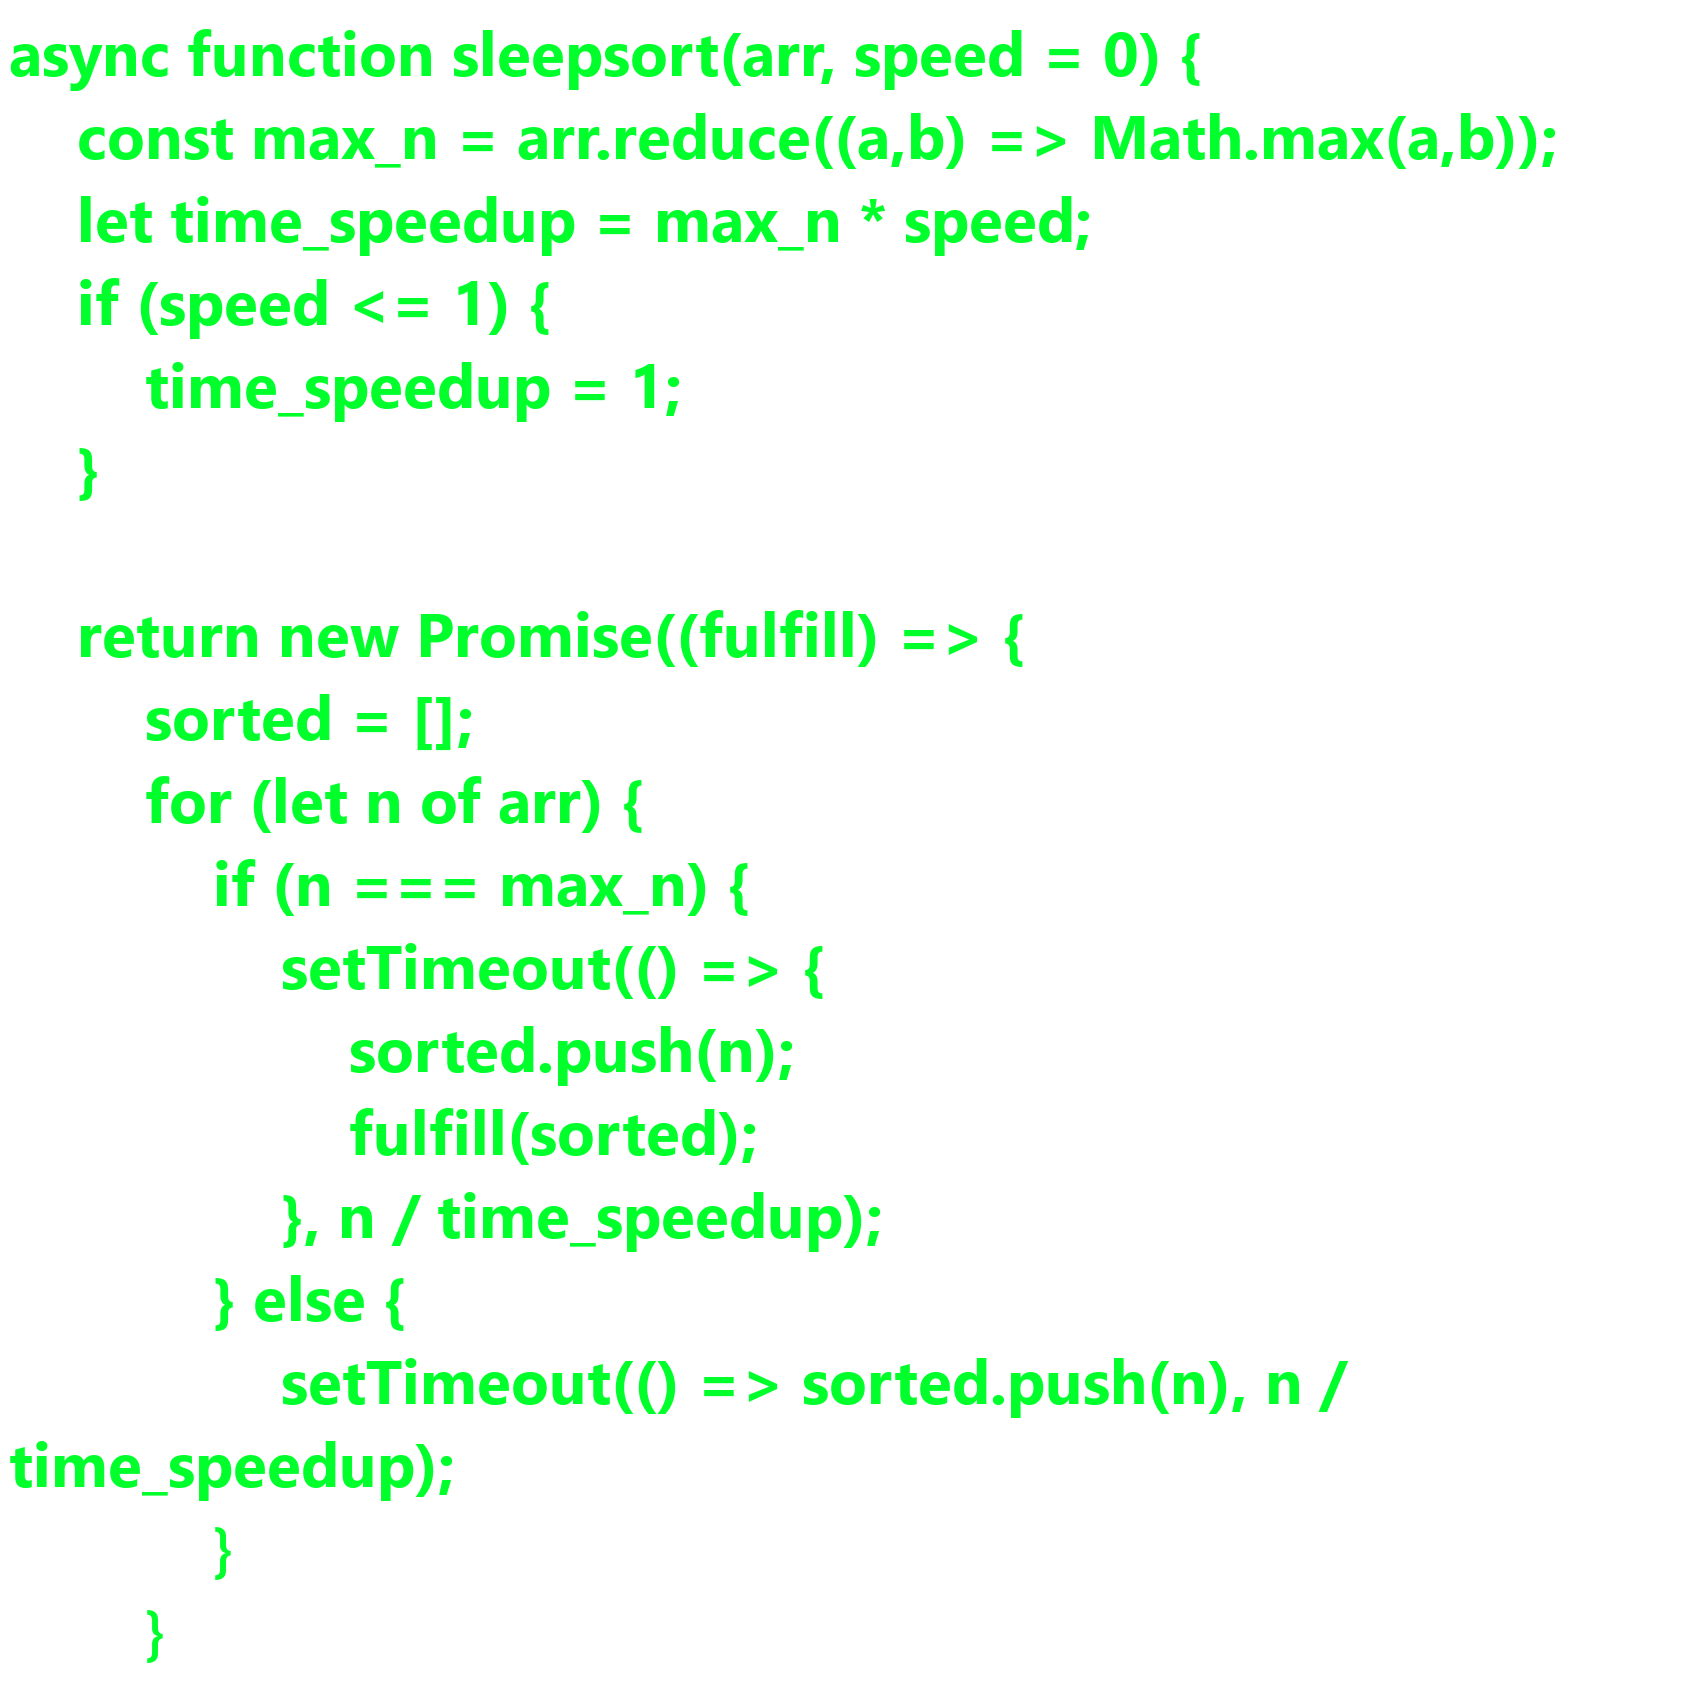 async function sleepsort(arr, speed = 0) {
    const max_n = arr.reduce((a,b) => Math.max(a,b));
    let time_speedup = max_n * speed;
    if (speed <= 1) {
        time_speedup = 1;
    }

    return new Promise((fulfill) => {
        sorted = [];
        for (let n of arr) {
            if (n === max_n) {
                setTimeout(() => {
                    sorted.push(n);
                    fulfill(sorted);
                }, n / time_speedup);
            } else {
                setTimeout(() => sorted.push(n), n /
time_speedup);
            }
        }